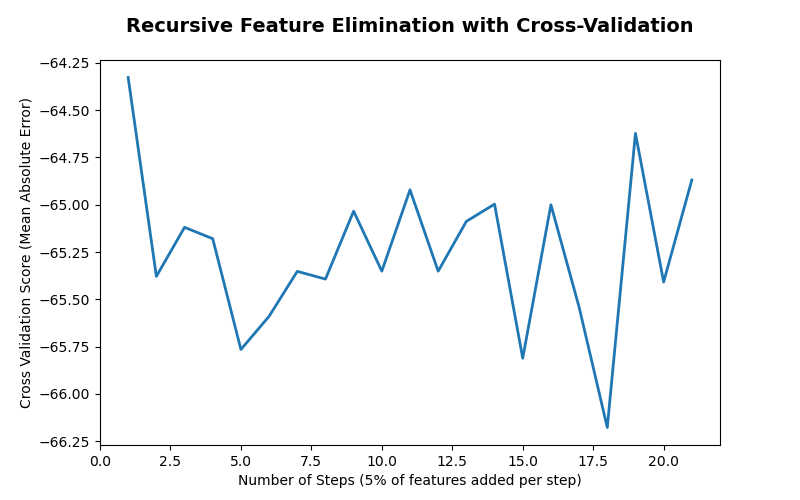 Recursive Feature Elimination with Cross-Validation
Cross Validation Score (Mean Absolute Error)
−64.25
−64.50
−64.75
−65.00
−65.25
−65.50
−65.75
−66.00
−66.25
0.0 2.5 5.0 7.5 10.0 12.5 15.0 17.5 20.0
Number of Steps (5% of features added per step)